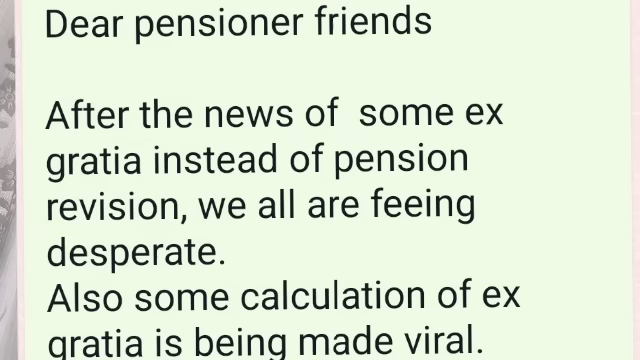 Dear pensioner friends
After the news of some ex
gratia instead of pension
revision, we all are feeing
desperate.
Also some calculation of ex
gratia is being made viral.